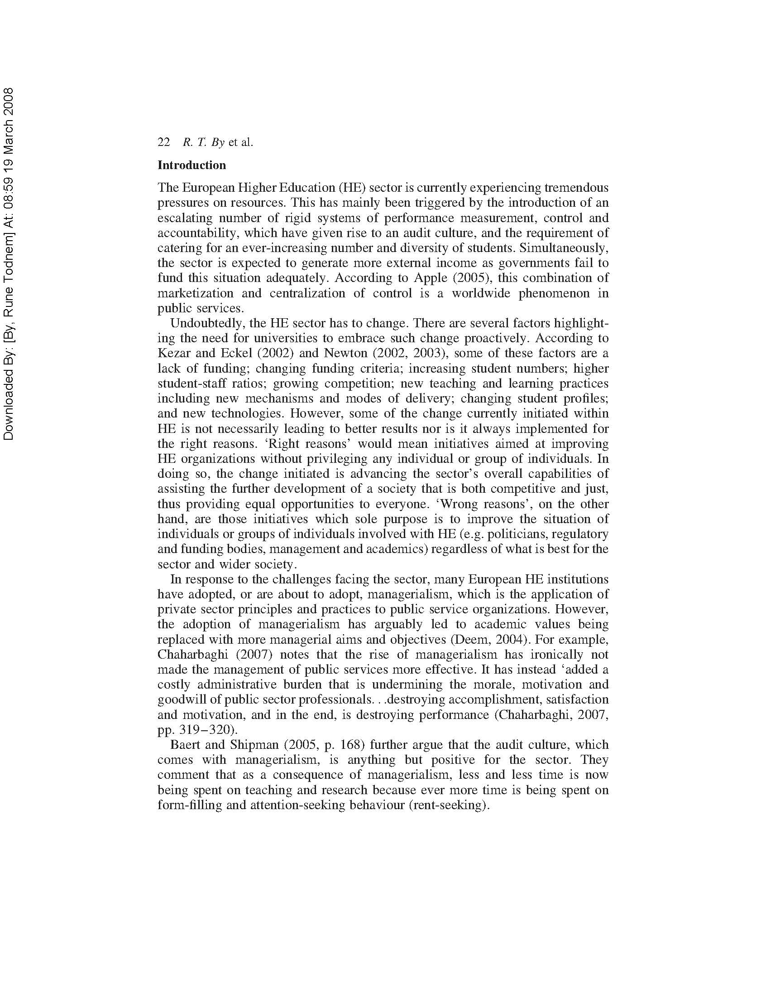 Downloaded By: [By, Rune Todnem] At: 08:59 19 March 2008
22 R. T. By et al.
Introduction
The European Higher Education (HE) sector is currently experiencing tremendous
pressures on resources. This has mainly been triggered by the introduction of an
escalating number of rigid systems of performance measurement, control and
accountability, which have given rise to an audit culture, and the requirement of
catering for an ever-increasing number and diversity of students. Simultaneously,
the sector is expected to generate more external income as governments fail to
fund this situation adequately. According to Apple (2005), this combination of
marketization and centralization of control is a worldwide phenomenon in
public services.
Undoubtedly, the HE sector has to change. There are several factors highlight-
ing the need for universities to embrace such change proactively. According to
Kezar and Eckel (2002) and Newton (2002, 2003), some of these factors are a
lack of funding; changing funding criteria; increasing student numbers; higher
student-staff ratios; growing competition; new teaching and learning practices
including new mechanisms and modes of delivery; changing student profiles;
and new technologies. However, some of the change currently initiated within
HE is not necessarily leading to better results nor is it always implemented for
the right reasons. ‘Right reasons’ would mean initiatives aimed at improving
HE organizations without privileging any individual or group of individuals. In
doing so, the change initiated is advancing the sector’s overall capabilities of
assisting the further development of a society that is both competitive and just,
thus providing equal opportunities to everyone. ‘Wrong reasons’, on the other
hand, are those initiatives which sole purpose is to improve the situation of
individuals or groups of individuals involved with HE (e.g. politicians, regulatory
and funding bodies, management and academics) regardless of what is best for the
sector and wider society.
In response to the challenges facing the sector, many European HE institutions
have adopted, or are about to adopt, managerialism, which is the application of
private sector principles and practices to public service organizations. However,
the adoption of managerialism has arguably led to academic values being
replaced with more managerial aims and objectives (Deem, 2004). For example,
Chaharbaghi (2007) notes that the rise of managerialism has ironically not
made the management of public services more effective. It has instead ‘added a
costly administrative burden that is undermining the morale, motivation and
goodwill of public sector professionals. . .destroying accomplishment, satisfaction
and motivation, and in the end, is destroying performance (Chaharbaghi, 2007,
pp. 319–320).
Baert and Shipman (2005, p. 168) further argue that the audit culture, which
comes with managerialism, is anything but positive for the sector. They
comment that as a consequence of managerialism, less and less time is now
being spent on teaching and research because ever more time is being spent on
form-filling and attention-seeking behaviour (rent-seeking).